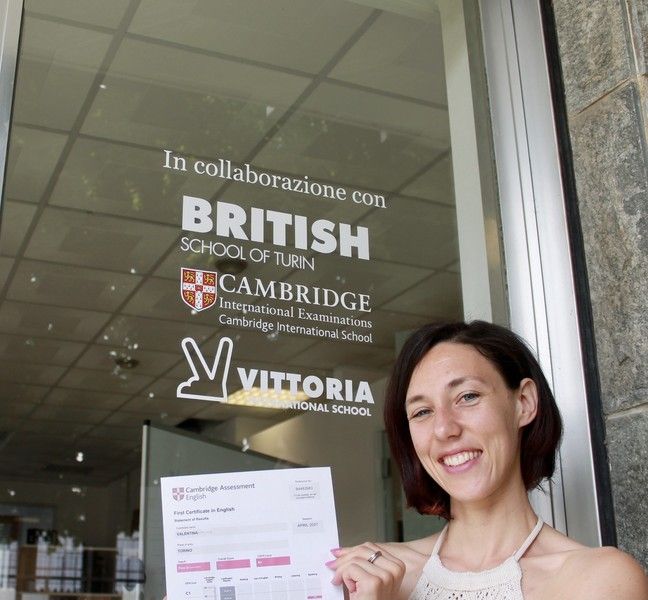 In collaborazione con
BRITISH
SCHOOL OF TURIN
CAMBRIDGE
International Examinations
Cambridge International School
VITTORIA
INTERNATIONAL SCHOOL
Cambridge Assessment
English
First Certificate in English
Statement of Results
VALENTINA
TORINO
APRIL 2021
C1